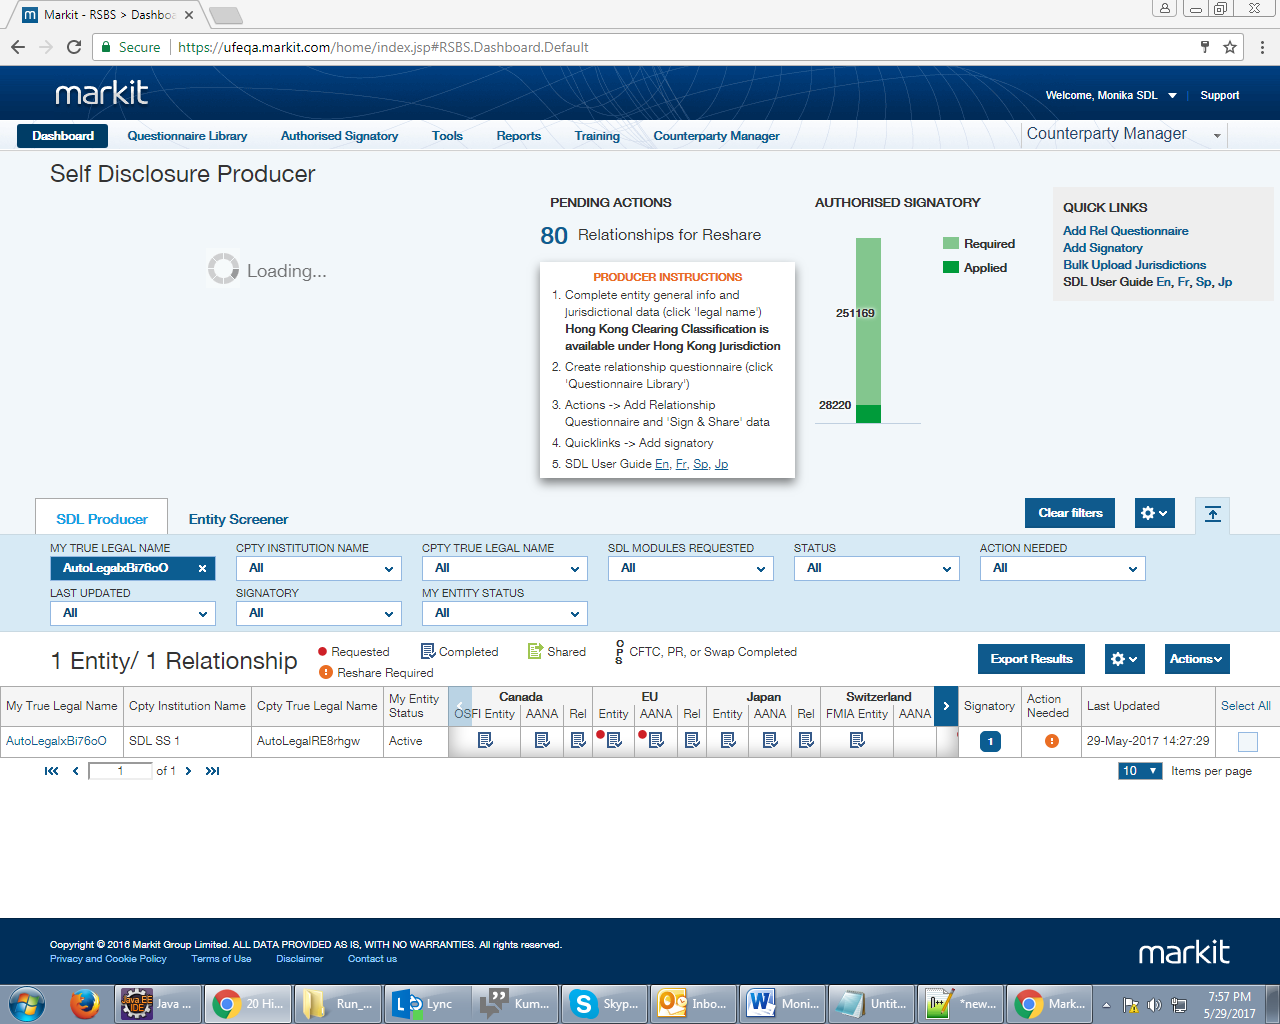 Markit - RSBS > Dashbo
Secure https://ufeqa.markit.com/home/index.jsp#RSBS.Dashboard.Default
markit
Welcome, Monika SDL Support
Dashboard Questionnaire Library Authorised Signatory Tools Reports Training Counterparty Manager Counterparty Manager
Self Disclosure Producer
Loading...
PENDING ACTIONS
80 Relationships for Reshare
PRODUCER INSTRUCTIONS
1. Complete entity general info and
jurisdictional data (click 'legal name')
Hong Kong Clearing Classification is
available under Hong Kong Jurisdiction
2. Create relationship questionnaire (click
'Questionnaire Library')
3. Actions -> Add Relationship
Questionnaire and 'Sign & Share' data
4. Quicklinks -> Add signatory
5. SDL User Guide En, Fr, Sp, Jp
AUTHORISED SIGNATORY
Required
Applied
251169
28220
QUICK LINKS
Add Rel Questionnaire
Add Signatory
Bulk Upload Jurisdictions
SDL User Guide En, Fr, Sp, Jp
SDL Producer Entity Screener Clear filters
MY TRUE LEGAL NAME CPTY INSTITUTION NAME CPTY TRUE LEGAL NAME SDL MODULES REQUESTED STATUS ACTION NEEDED
AutoLegalxBi76oO x All All All All All
LAST UPDATED SIGNATORY MY ENTITY STATUS
All All All
1 Entity/ 1 Relationship
Requested Completed Shared CPS CFTC, PR, or Swap Completed
Reshare Required
Export Results Actions
My True Legal Name Cpty Institution Name Cpty True Legal Name My Entity Status Canada EU Japan Switzerland Signatory Action Needed Last Updated Select All
OSFI Entity AANA Rel Entity AANA Rel Entity AANA Rel FMIA Entity AANA
AutoLegalxBi76oO SDL SS 1 AutoLegalRE8rhgw Active 1 29-May-2017 14:27:29
1 of 1 10 Items per page
Copyright © 2016 Markit Group Limited. ALL DATA PROVIDED AS IS, WITH NO WARRANTIES. All rights reserved.
Privacy and Cookie Policy Terms of Use Disclaimer Contact us
markit
Java EE IDE Java ... 20 Hi... Run_... Lync Kum... Skyp... Inbo... Moni... Untit... *new... Mark... 7:57 PM
5/29/2017